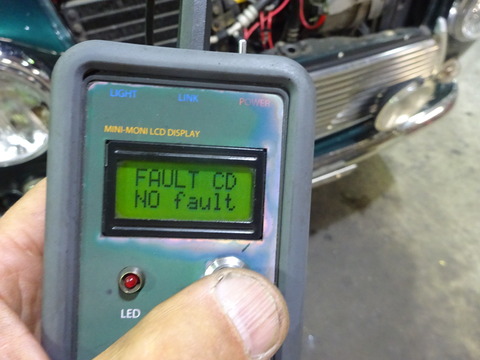 LIGHT LINK POWER
MINI-MONI LCD DISPLAY
FAULT CD
NO fault
LED